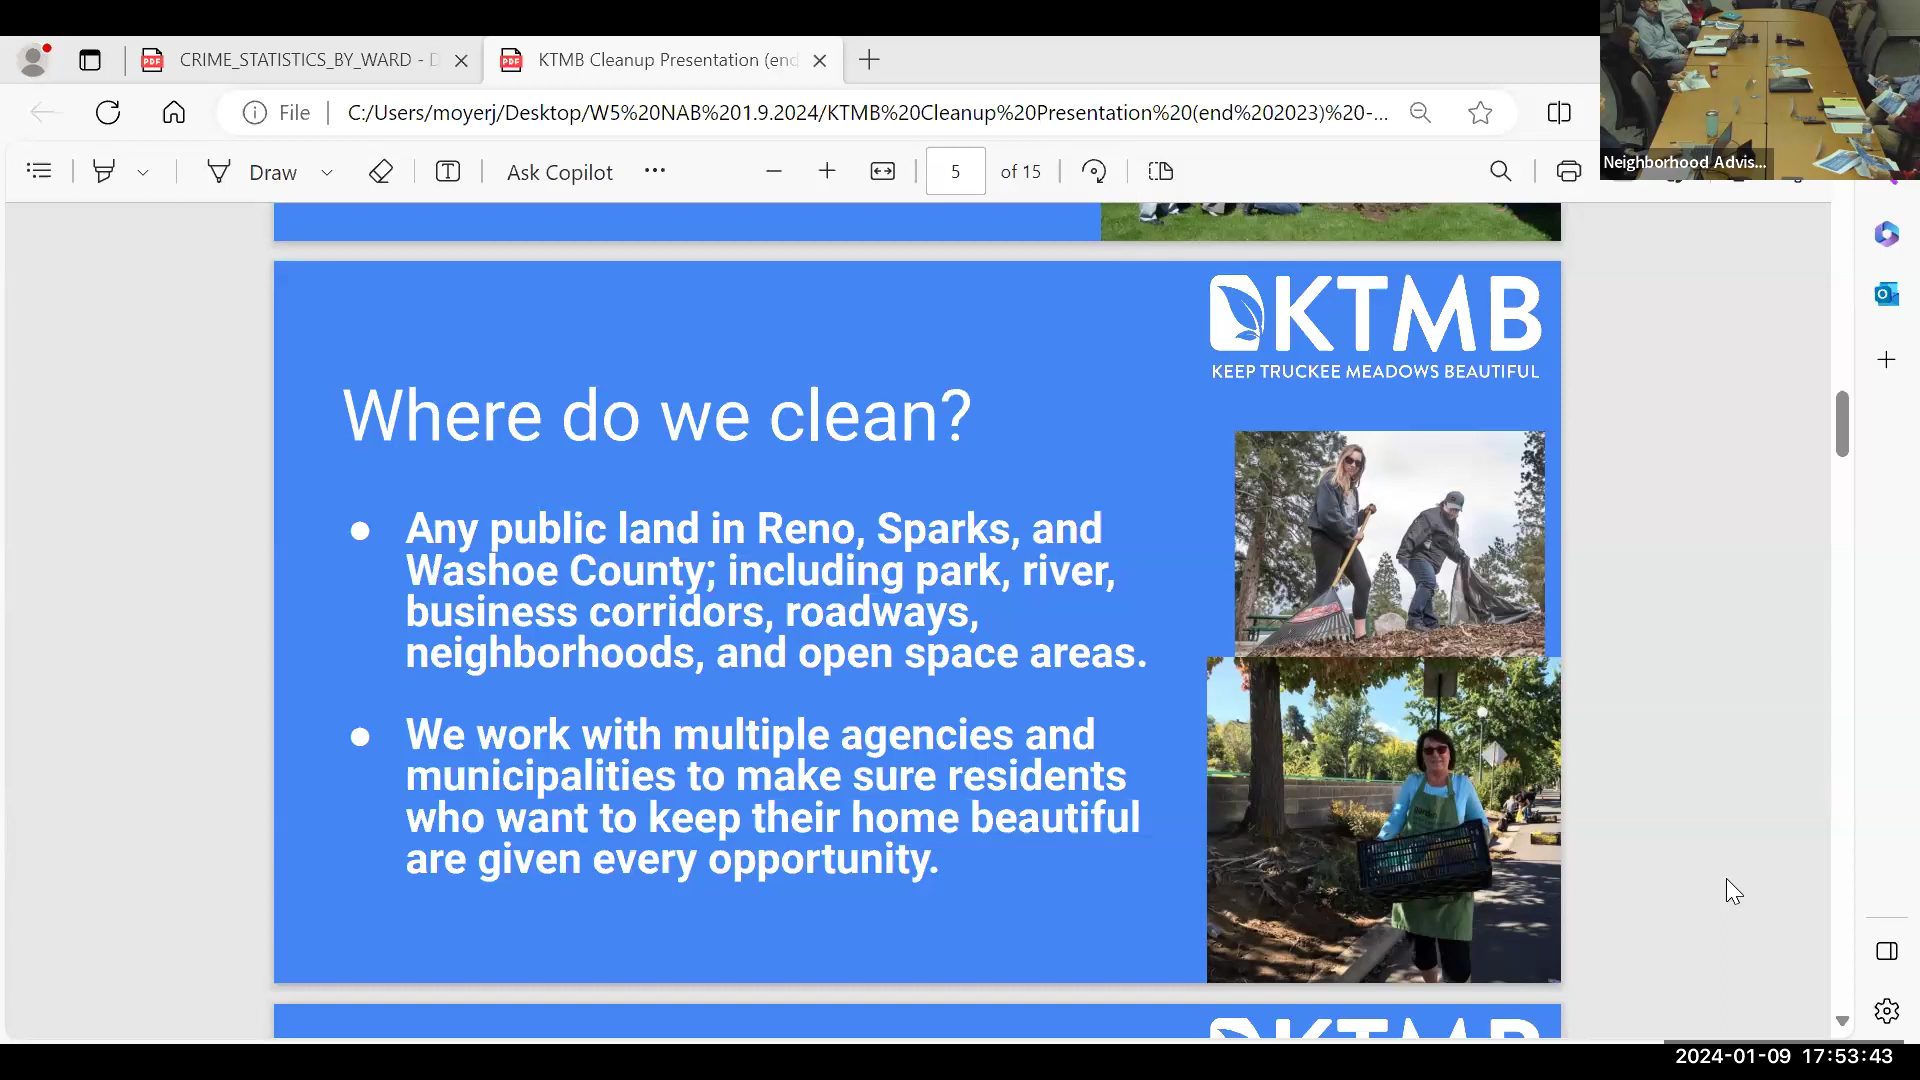 CRIME_STATISTICS_BY_WARD - D
KTMB Cleanup Presentation (end
File
C:/Users/moyerj/Desktop/W5%20NAB%201.9.2024/KTMB%20Cleanup%20Presentation%20(end%202023)%20-...
Neighborhood Advis...
Draw
Ask Copilot
5 of 15
KTMB
KEEP TRUCKEE MEADOWS BEAUTIFUL
Where do we clean?
● Any public land in Reno, Sparks, and
Washoe County; including park, river,
business corridors, roadways,
neighborhoods, and open space areas.
● We work with multiple agencies and
municipalities to make sure residents
who want to keep their home beautiful
are given every opportunity.
KTMB
2024-01-09 17:53:43